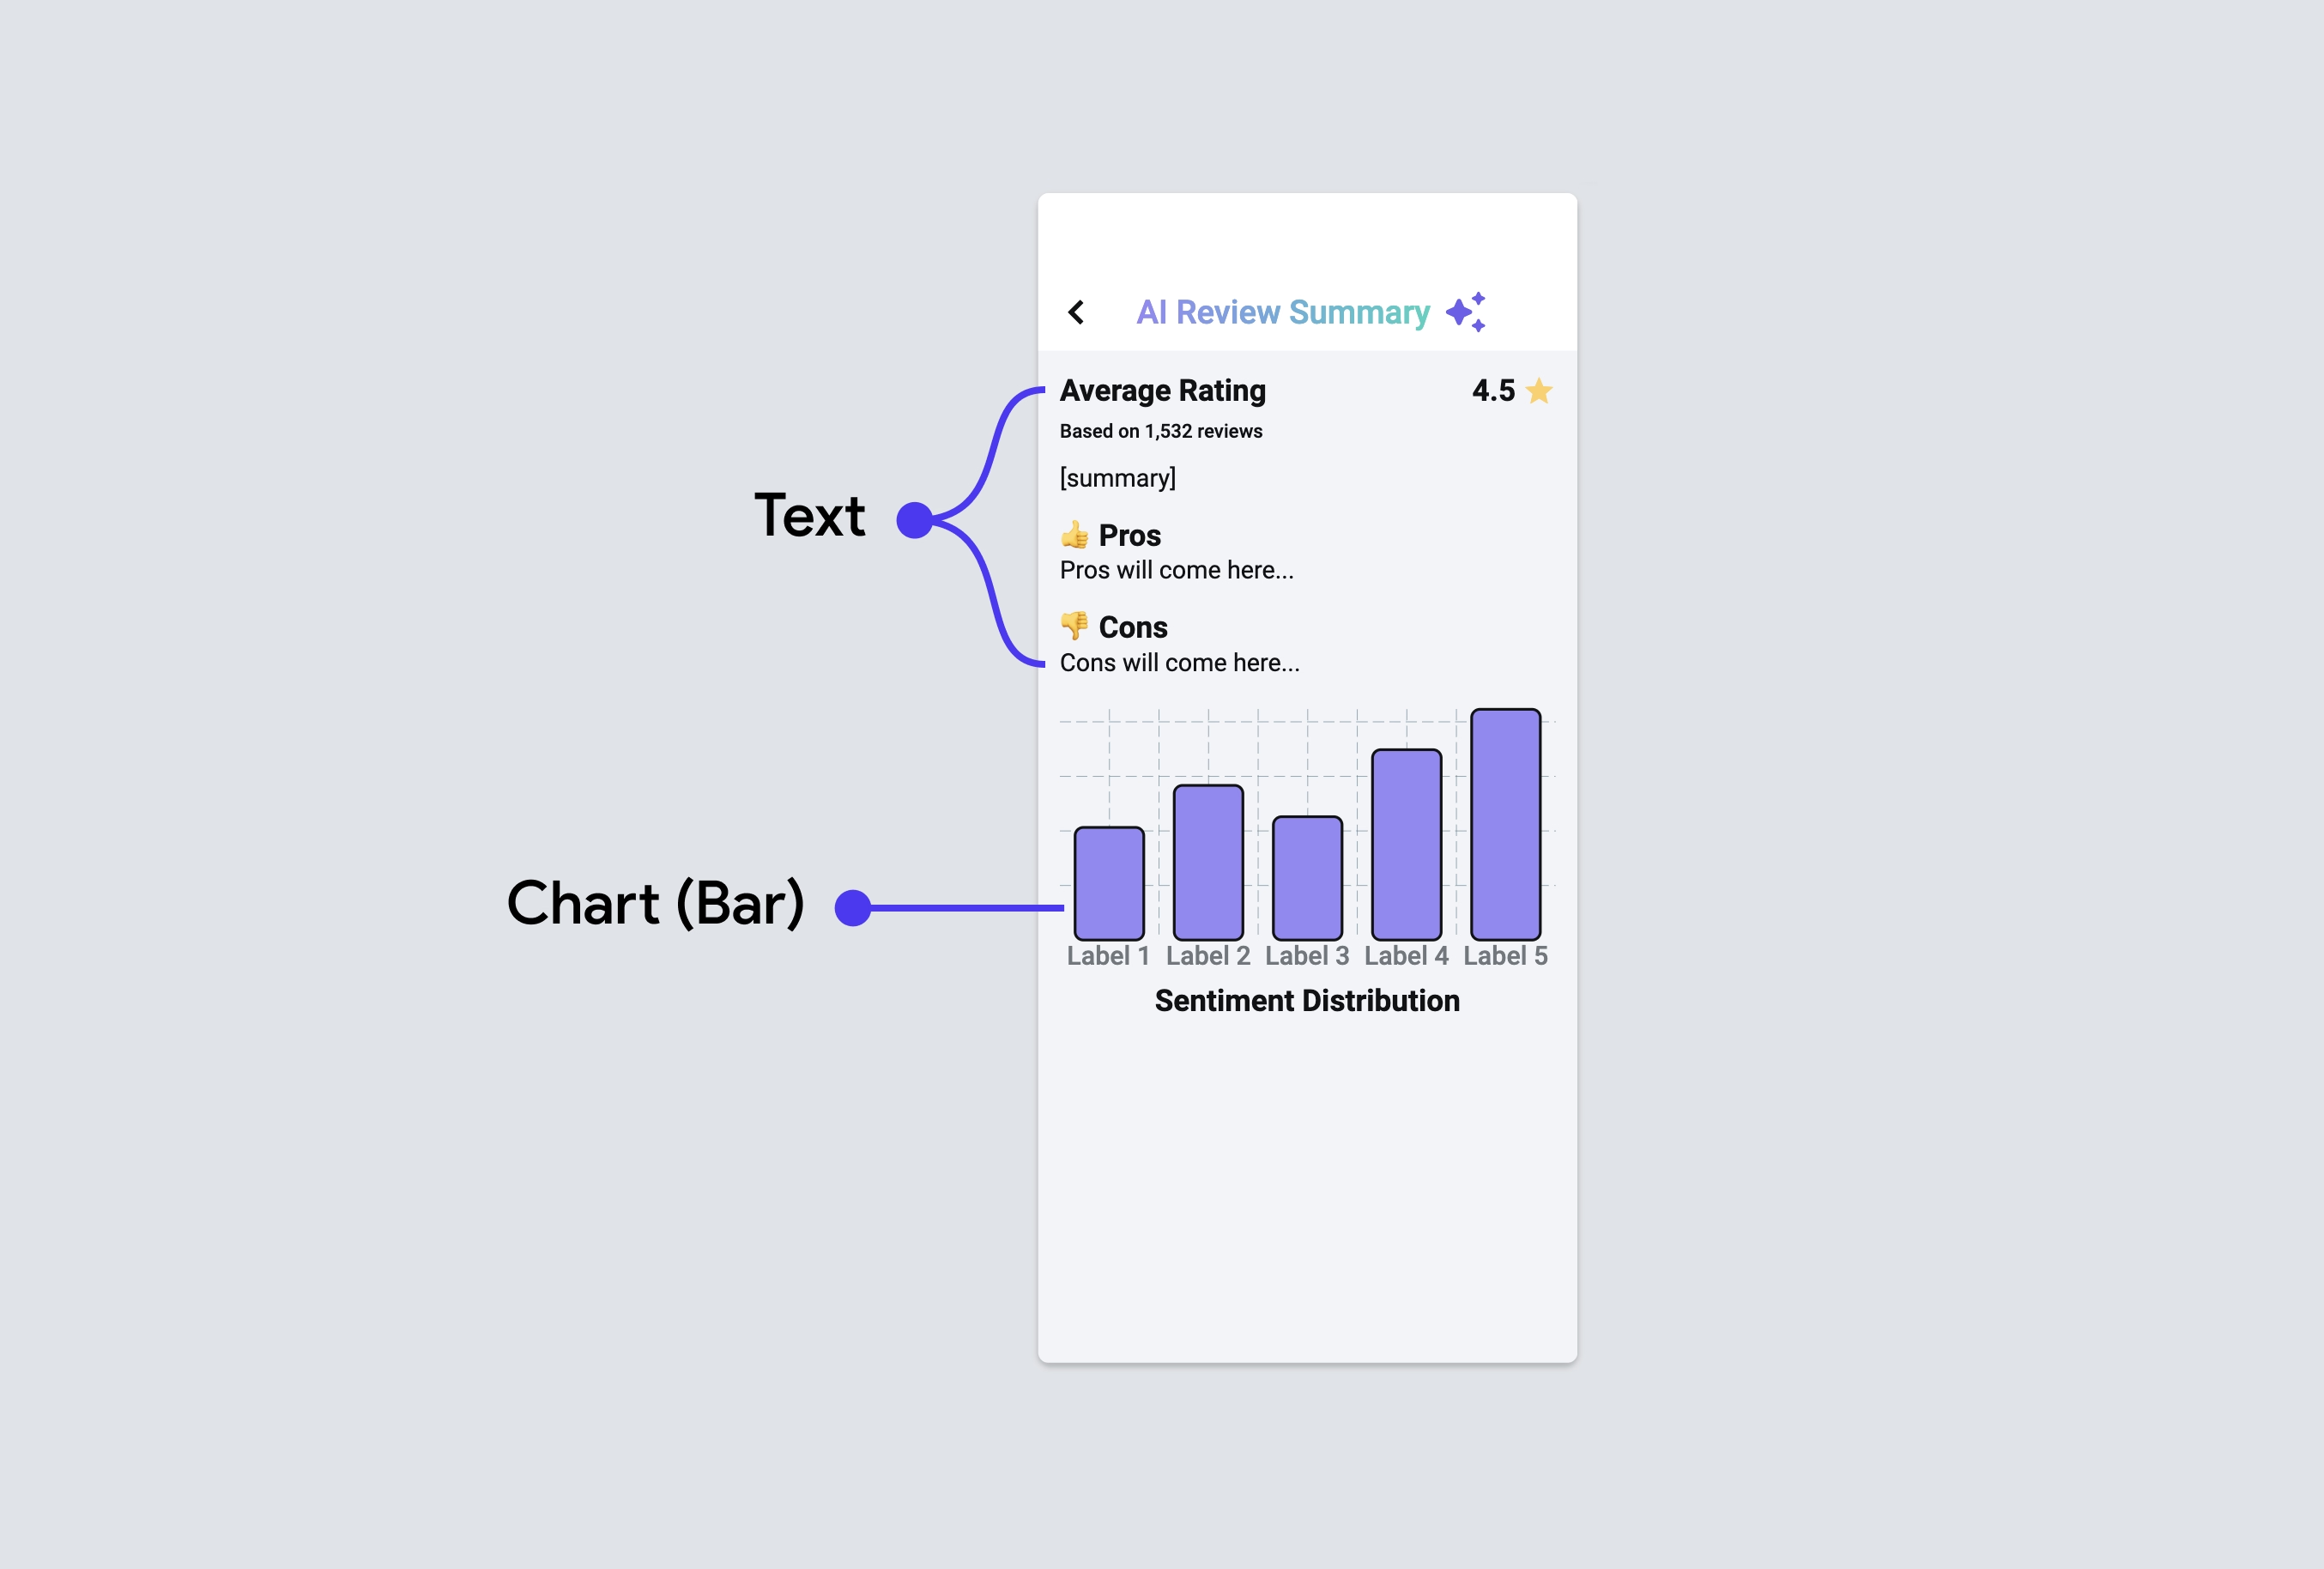 AI Review Summary
Average Rating 4.5
Based on 1,532 reviews
[summary]
Text
👍 Pros
Pros will come here...
👎 Cons
Cons will come here...
Chart (Bar)
Label 1 Label 2 Label 3 Label 4 Label 5
Sentiment Distribution